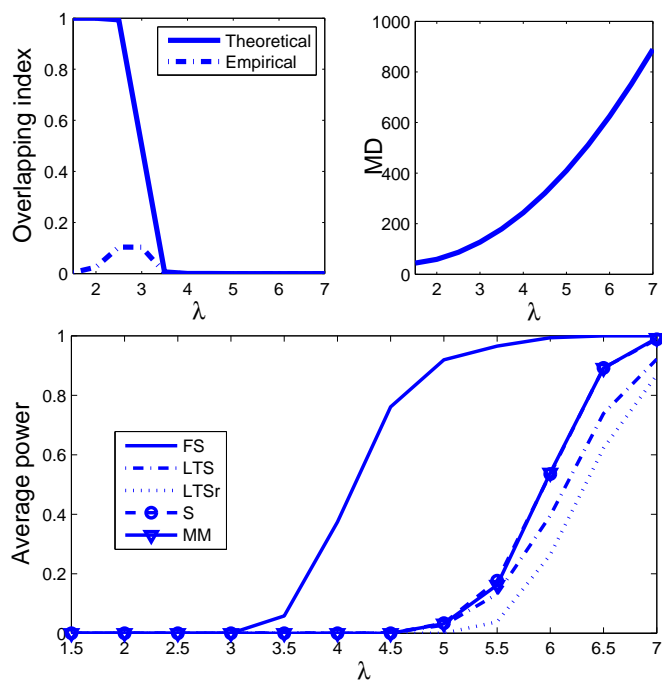 1
0.8
0.6
0.4
0.2
0
Overlapping index
Theoretical
Empirical
2 3 4 5 6 7
λ
1000
800
600
400
200
0
MD
2 3 4 5 6 7
λ
1
0.8
0.6
0.4
0.2
0
Average power
FS
LTS
LTSr
S
MM
1.5 2 2.5 3 3.5 4 4.5 5 5.5 6 6.5 7
λ